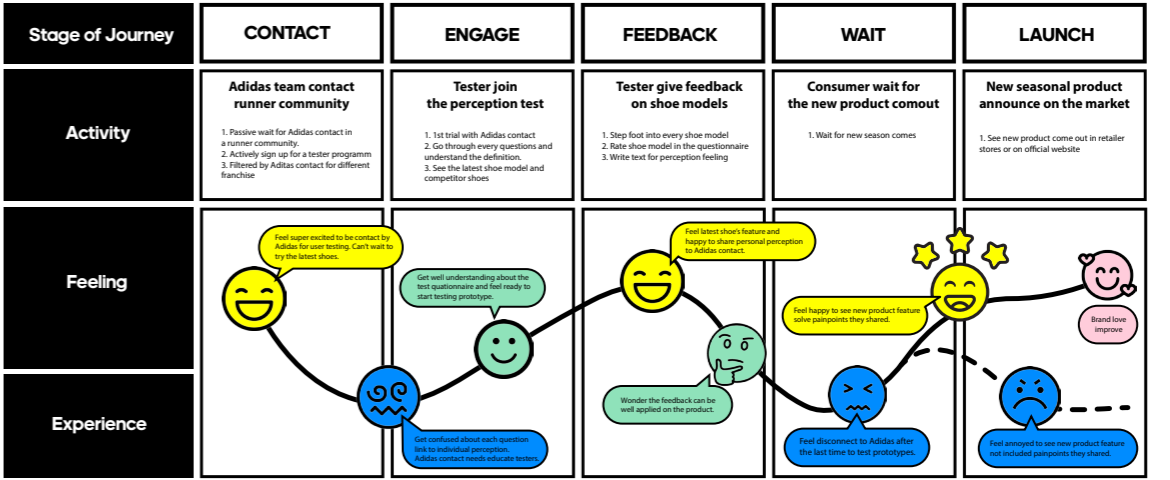 Stage of Journey
CONTACT
ENGAGE
FEEDBACK
WAIT
LAUNCH
Activity
Adidas team contact
runner community
1. Passive wait for Adidas contact in
a runner community.
2. Actively sign up for a tester programm
3. Filtered by Aditas contact for different
franchise
Tester join
the perception test
1. 1st trial with Adidas contact
2. Go through every questions and
understand the definition.
3. See the latest shoe model and
competitor shoes
Tester give feedback
on shoe models
1. Step foot into every shoe model
2. Rate shoe model in the questionnaire
3. Write text for perception feeling
Consumer wait for
the new product comout
1. Wait for new season comes
New seasonal product
announce on the market
1. See new product come out in retailer
stores or on official website
Feeling
Experience
Feel super excited to be contact by
Adidas for user testing. Can't wait to
try the latest shoes.
Get confused about each question
link to individual perception.
Adidas contact needs educate testers.
Get well understanding about the
test quationnaire and feel ready to
start testing prototype.
Feel latest shoe's feature and
happy to share personal perception
to Adidas contact.
Wonder the feedback can be
well applied on the product.
Feel disconnect to Adidas after
the last time to test prototypes.
Feel happy to see new product feature
solve painpoints they shared.
Brand love
improve
Feel annoyed to see new product feature
not included painpoints they shared.